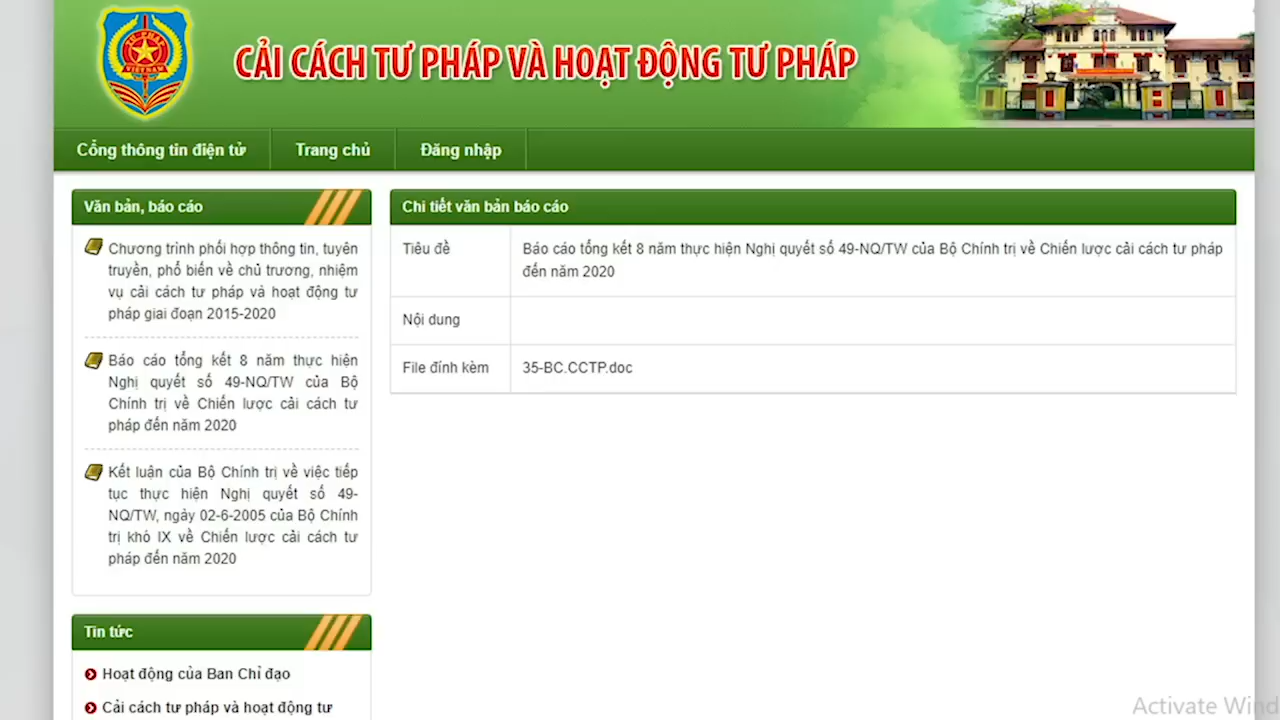 TƯ PHÁP
VIỆT NAM
CẢI CÁCH TƯ PHÁP VÀ HOẠT ĐỘNG TƯ PHÁP
Cổng thông tin điện tử
Trang chủ
Đăng nhập
Văn bản, báo cáo
Chương trình phối hợp thông tin, tuyên
truyền, phổ biến về chủ trương, nhiệm
vụ cải cách tư pháp và hoạt động tư
pháp giai đoạn 2015-2020
Báo cáo tổng kết 8 năm thực hiện
Nghị quyết số 49-NQ/TW của Bộ
Chính trị về Chiến lược cải cách tư
pháp đến năm 2020
Kết luận của Bộ Chính trị về việc tiếp
tục thực hiện Nghị quyết số 49-
NQ/TW, ngày 02-6-2005 của Bộ Chính
trị khó IX về Chiến lược cải cách tư
pháp đến năm 2020
Tin tức
Hoạt động của Ban Chỉ đạo
Cải cách tư pháp và hoạt động tư
Chi tiết văn bản báo cáo
Tiêu đề
Báo cáo tổng kết 8 năm thực hiện Nghị quyết số 49-NQ/TW của Bộ Chính trị về Chiến lược cải cách tư pháp
đến năm 2020
Nội dung
File đính kèm
35-BC.CCTP.doc
Activate Wind